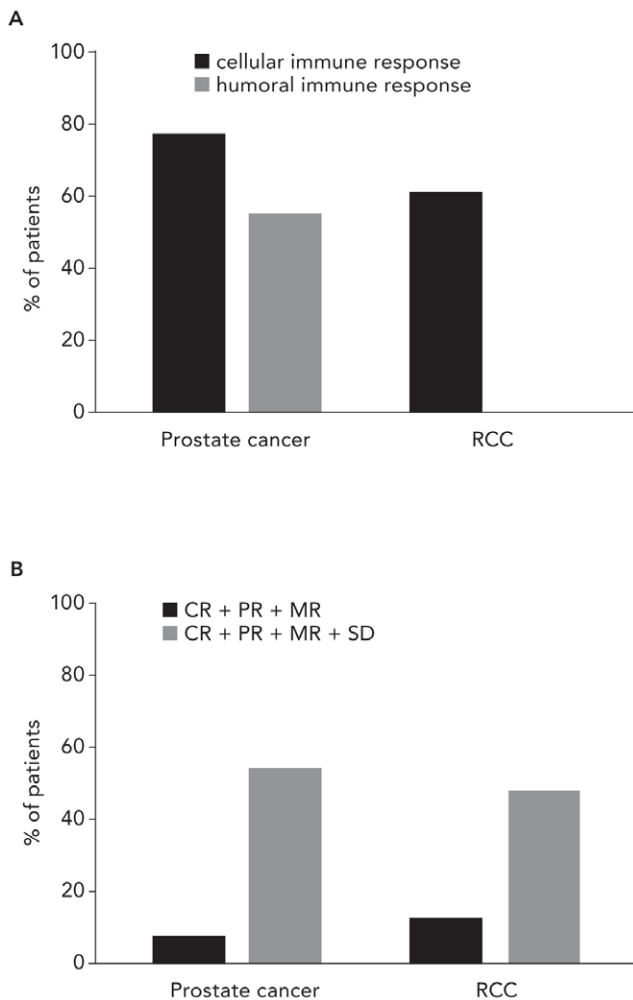 A
100
80
60
40
20
0
% of patients
cellular immune response
humoral immune response
Prostate cancer
RCC
B
100
80
60
40
20
0
% of patients
CR + PR + MR
CR + PR + MR + SD
Prostate cancer
RCC